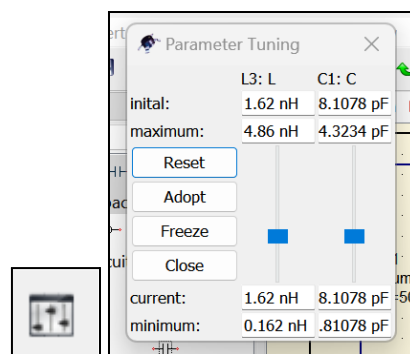 Parameter Tuning
L3: L C1: C
inital: 1.62 nH 8.1078 pF
maximum: 4.86 nH 4.3234 pF
Reset
Adopt
Freeze
Close
current: 1.62 nH 8.1078 pF
minimum: 0.162 nH .81078 pF